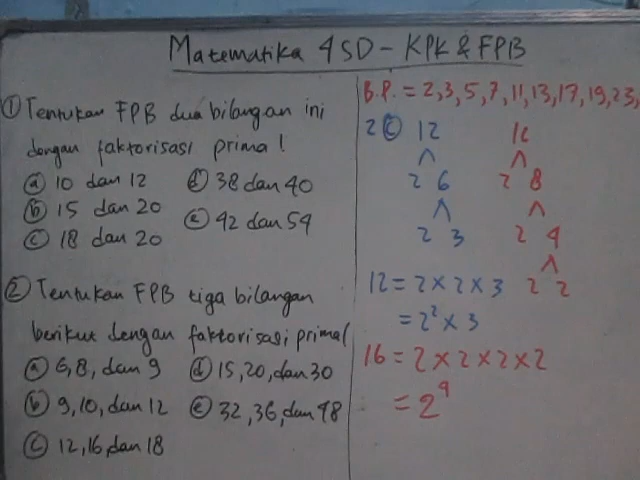 Matematika 4 SD - KPK & FPB
① Tentukan FPB dua bilangan ini
dengan faktorisasi prima!
ⓐ 10 dan 12
ⓑ 15 dan 20
ⓒ 18 dan 20
ⓓ 38 dan 40
ⓔ 42 dan 54
② Tentukan FPB tiga bilangan
berikut dengan faktorisasi prima!
ⓐ 6, 8, dan 9
ⓑ 9, 10, dan 12
ⓒ 12, 16, dan 18
ⓓ 15, 20, dan 30
ⓔ 32, 36, dan 48
B.P. = 2, 3, 5, 7, 11, 13, 17, 19, 23,
2 ⓒ 12 16
2 6 2 8
2 3 2 4
12 = 2 × 2 × 3 2 2
= 2² × 3
16 = 2 × 2 × 2 × 2
= 2⁴